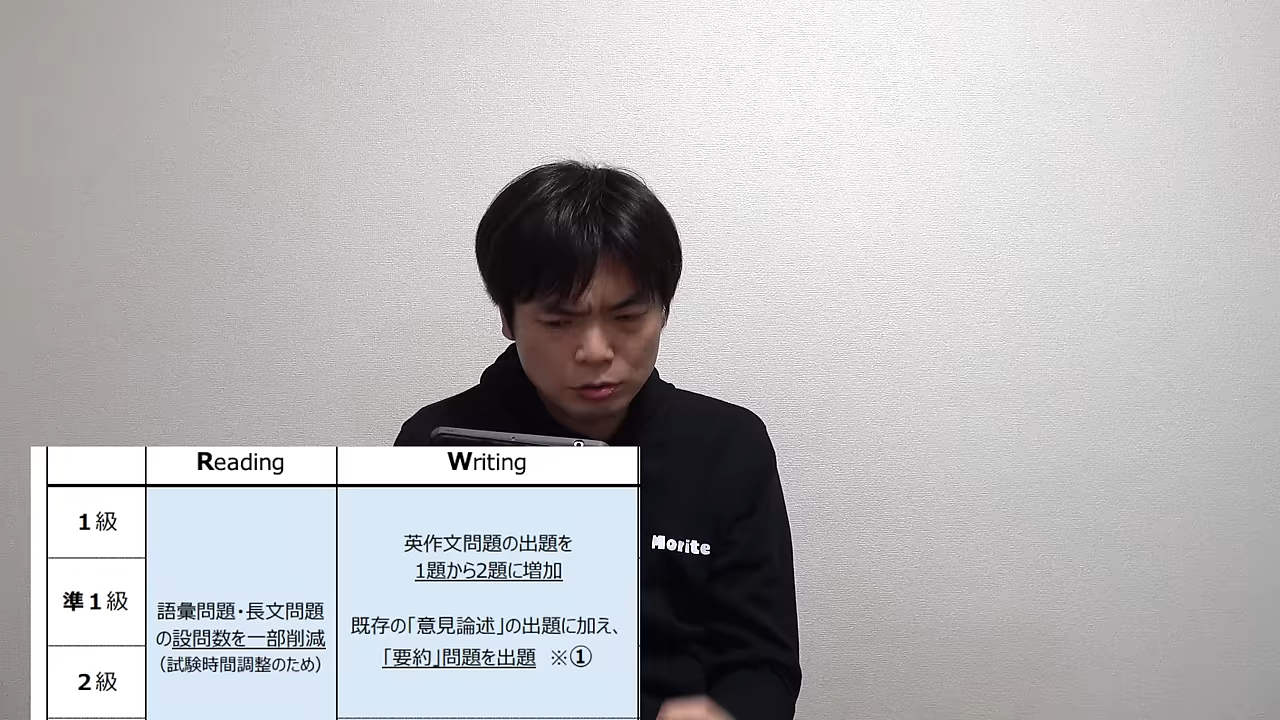 Reading
Writing
1級
英作文問題の出題を
1題から2題に増加
準1級
語彙問題・長文問題
の設問数を一部削減
(試験時間調整のため)
既存の「意見論述」の出題に加え、
「要約」問題を出題 ※①
2級
Morite